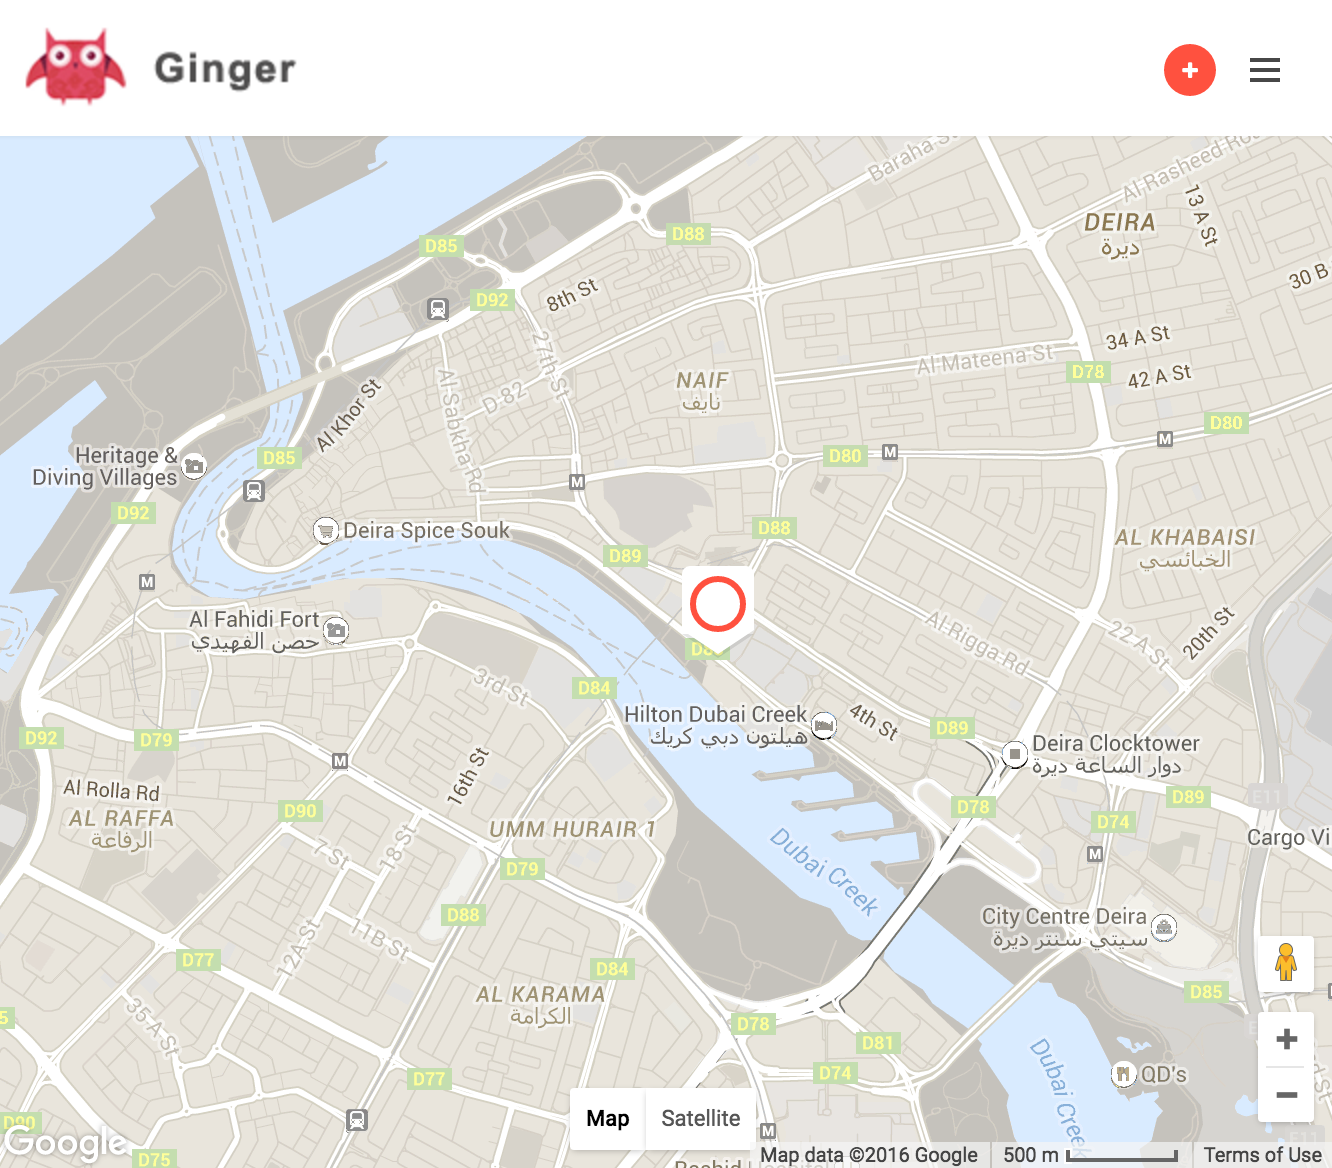 Ginger
+
Baraha St
Al Rasheed Ro
13 A St
DEIRA
ديرة
D88
D85
30 B
D92
8th St
27th St
34 A St
Al Mateena St
D78
42 A St
NAIF
نايف
D 82
Al Sabkha Rd
Al Khor St
D80
M
Heritage &
Diving Villages
D85
D80
M
M
D92
Deira Spice Souk
D88
AL KHABAISI
الخبائسي
D89
M
Al Fahidi Fort
حصن الفهيدي
Al Rigga Rd
22 A St
20th St
3rd St
D84
Hilton Dubai Creek
هيلتون دبي كريك
4th St
D89
D92
D79
Deira Clocktower
دوار الساعة ديرة
M
16th St
Al Rolla Rd
D90
AL RAFFA
الرفاعة
D78
D89
E11
D74
UMM HURAIR 1
Cargo Vi
7 St
18 St
M
D79
Dubai Creek
D88
11B St
12A St
City Centre Deira
سيتي سنتر ديرة
D77
D84
AL KARAMA
الكرامة
D85
35 A St
D78
D81
Dubai Creek
D74
D77
QD's
+
−
Map
Satellite
D90
M
Google
D75
Map data ©2016 Google
500 m
Terms of Use